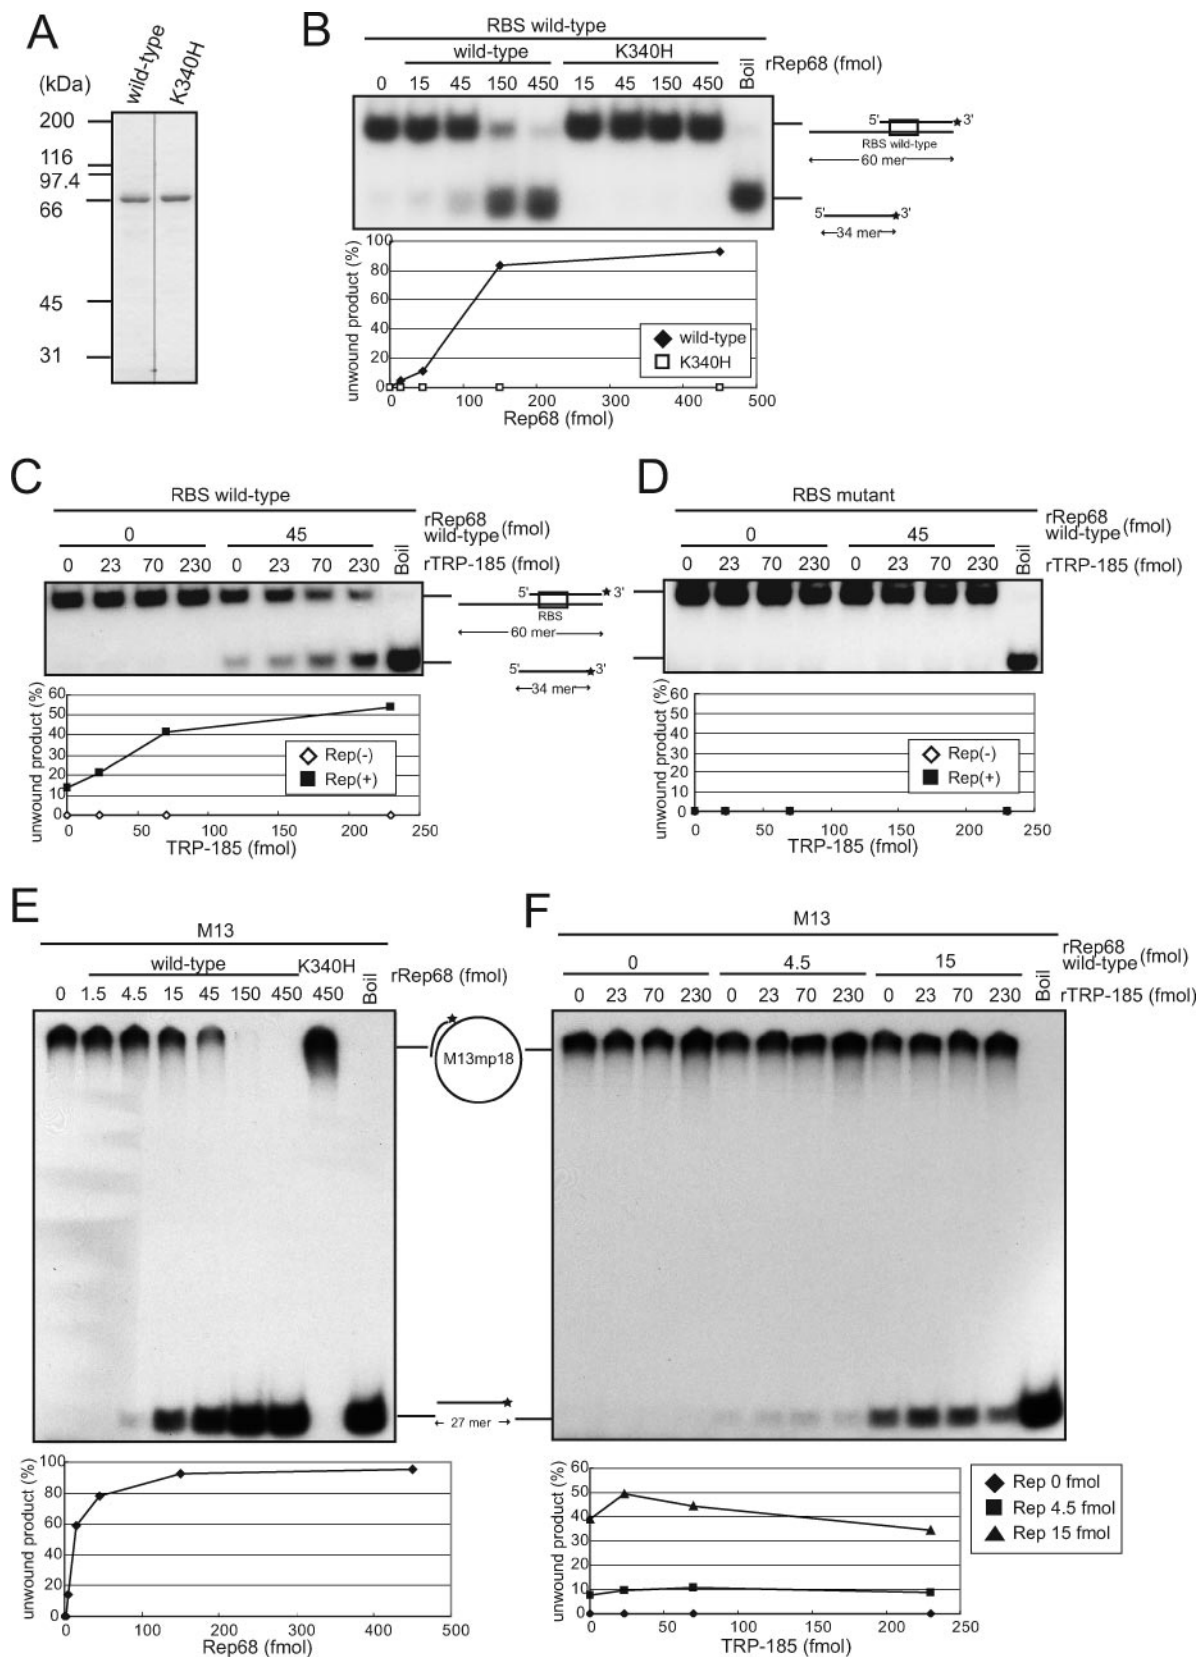 A
(kDa)
wild-type
K340H
200
116
97.4
66
45
31
B
RBS wild-type
wild-type
K340H
0 15 45 150 450 15 45 150 450 Boil
rRep68 (fmol)
5' 3'
RBS wild-type
60 mer
5' 3'
34 mer
unwound product (%)
100
80
60
40
20
0
wild-type
K340H
0 100 200 300 400 500
Rep68 (fmol)
C
RBS wild-type
rRep68
wild-type (fmol)
0 45
0 23 70 230 0 23 70 230 Boil
rTRP-185 (fmol)
5' 3'
RBS
60 mer
5' 3'
34 mer
unwound product (%)
60
50
40
30
20
10
0
Rep(-)
Rep(+)
0 50 100 150 200 250
TRP-185 (fmol)
D
RBS mutant
rRep68
wild-type (fmol)
0 45
0 23 70 230 0 23 70 230 Boil
rTRP-185 (fmol)
unwound product (%)
60
50
40
30
20
10
0
Rep(-)
Rep(+)
0 50 100 150 200 250
TRP-185 (fmol)
E
M13
wild-type K340H
0 1.5 4.5 15 45 150 450 450 Boil
rRep68 (fmol)
M13mp18
27 mer
unwound product (%)
100
80
60
40
20
0
0 100 200 300 400 500
Rep68 (fmol)
F
M13
rRep68
wild-type (fmol)
0 4.5 15
0 23 70 230 0 23 70 230 0 23 70 230 Boil
rTRP-185 (fmol)
unwound product (%)
60
50
40
30
20
10
0
Rep 0 fmol
Rep 4.5 fmol
Rep 15 fmol
0 50 100 150 200 250
TRP-185 (fmol)